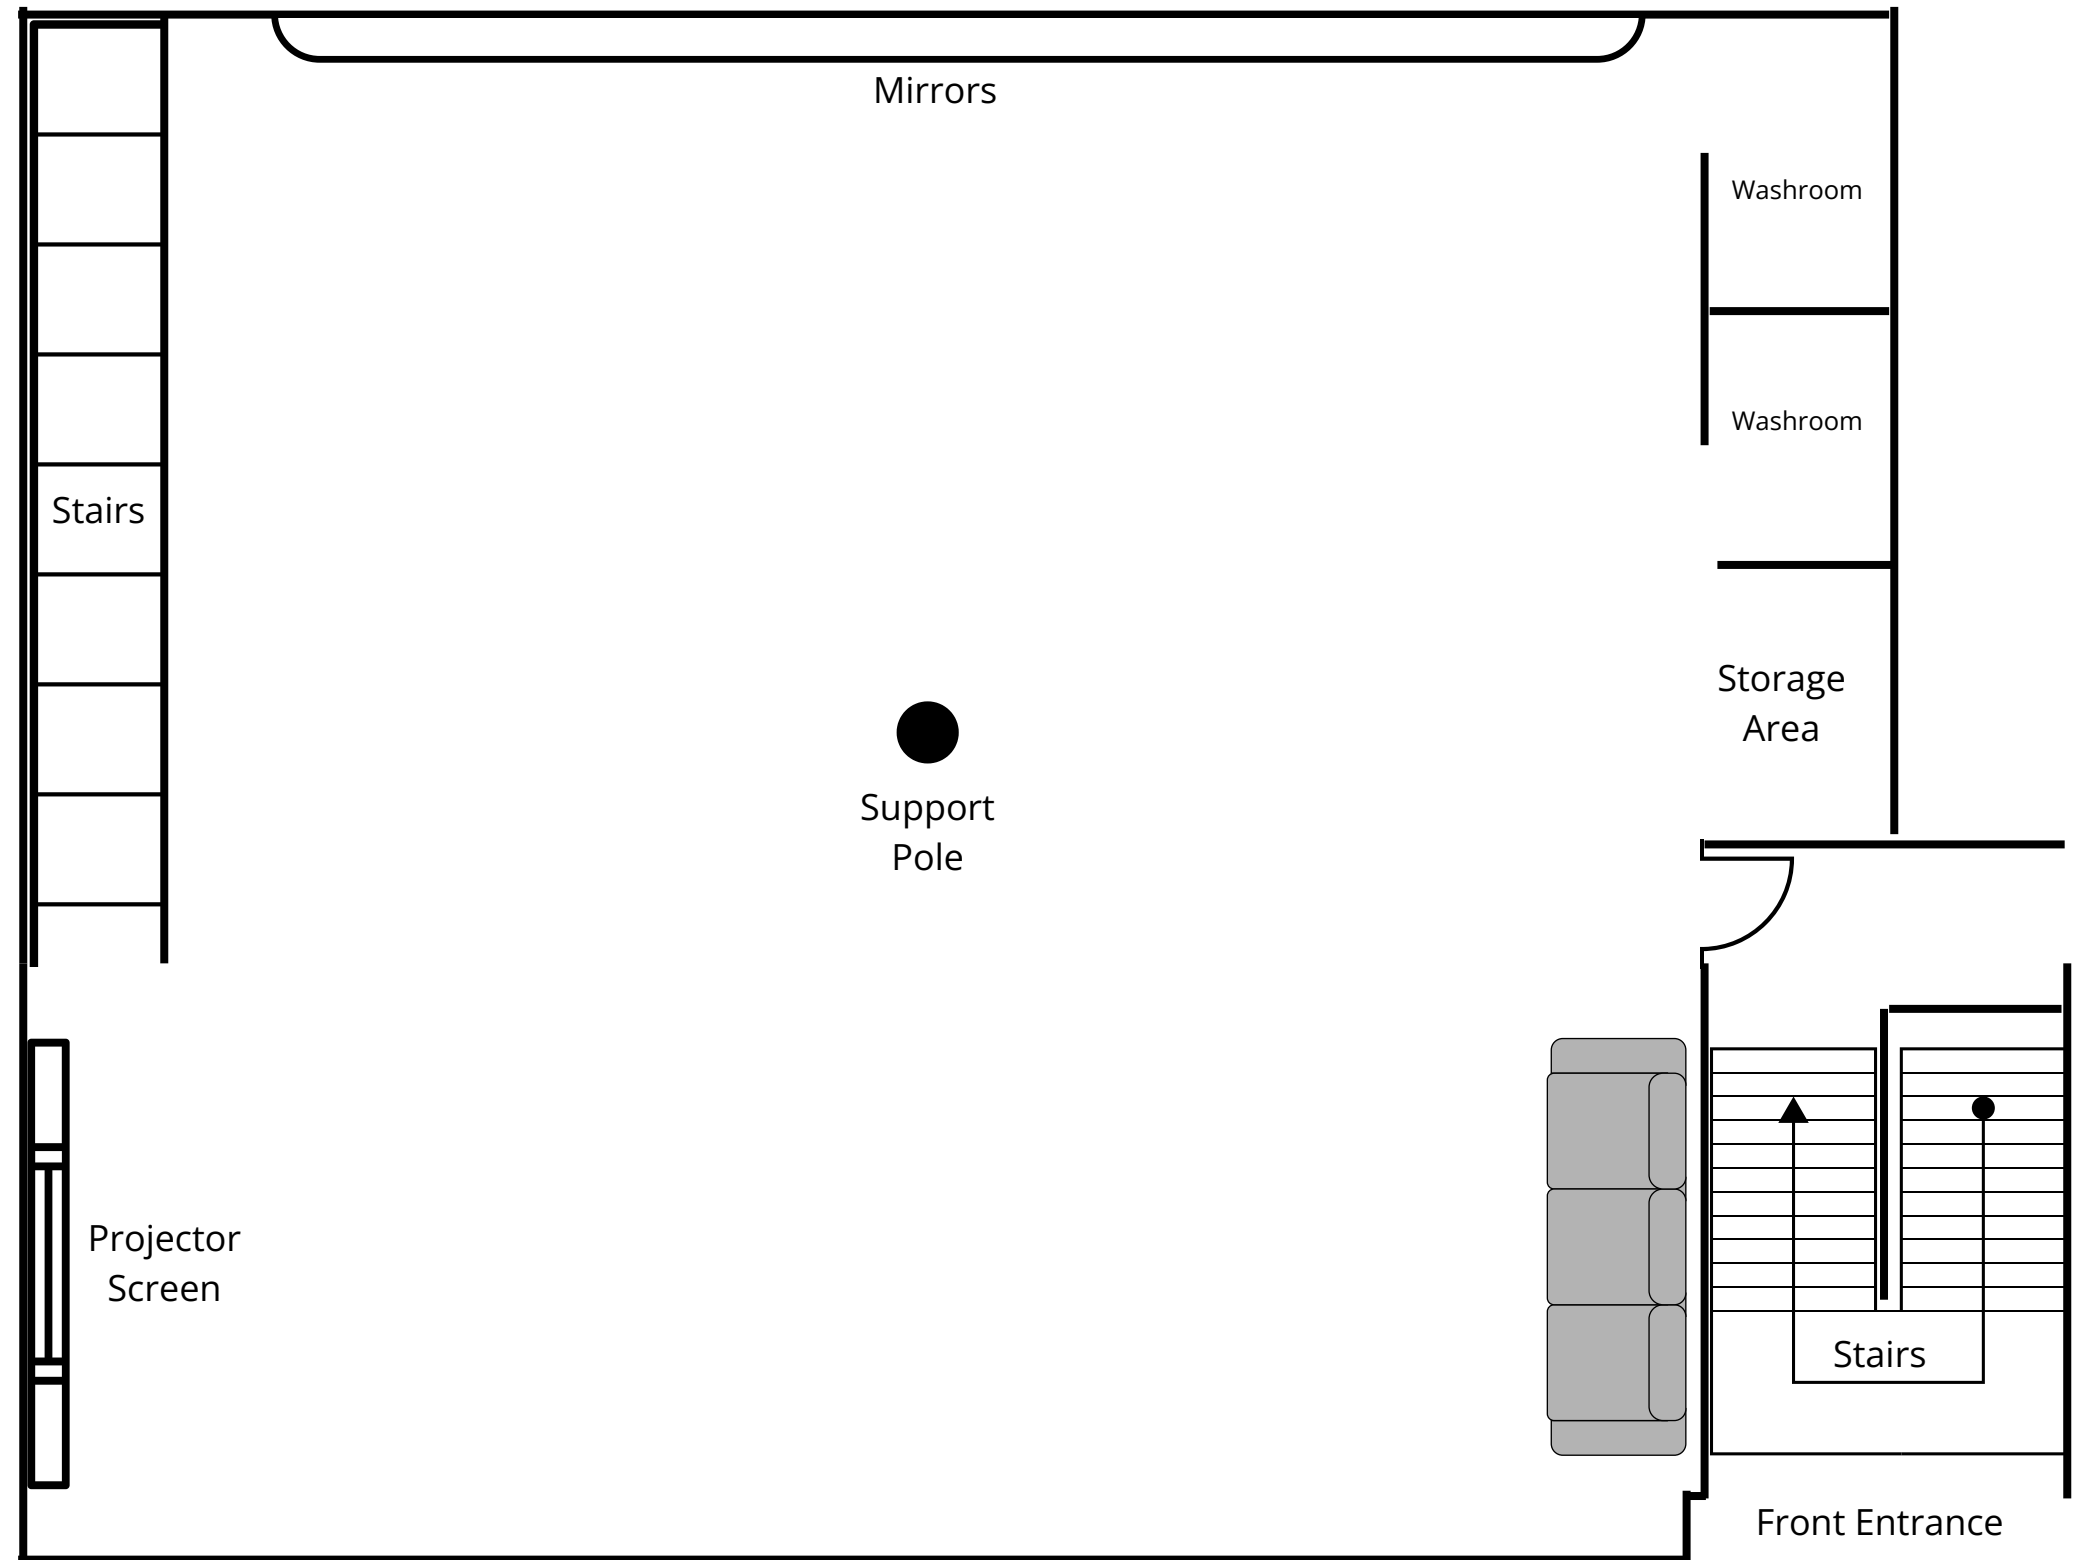 Mirrors
Washroom
Washroom
Stairs
Storage
Area
Support
Pole
Projector
Screen
Stairs
Front Entrance